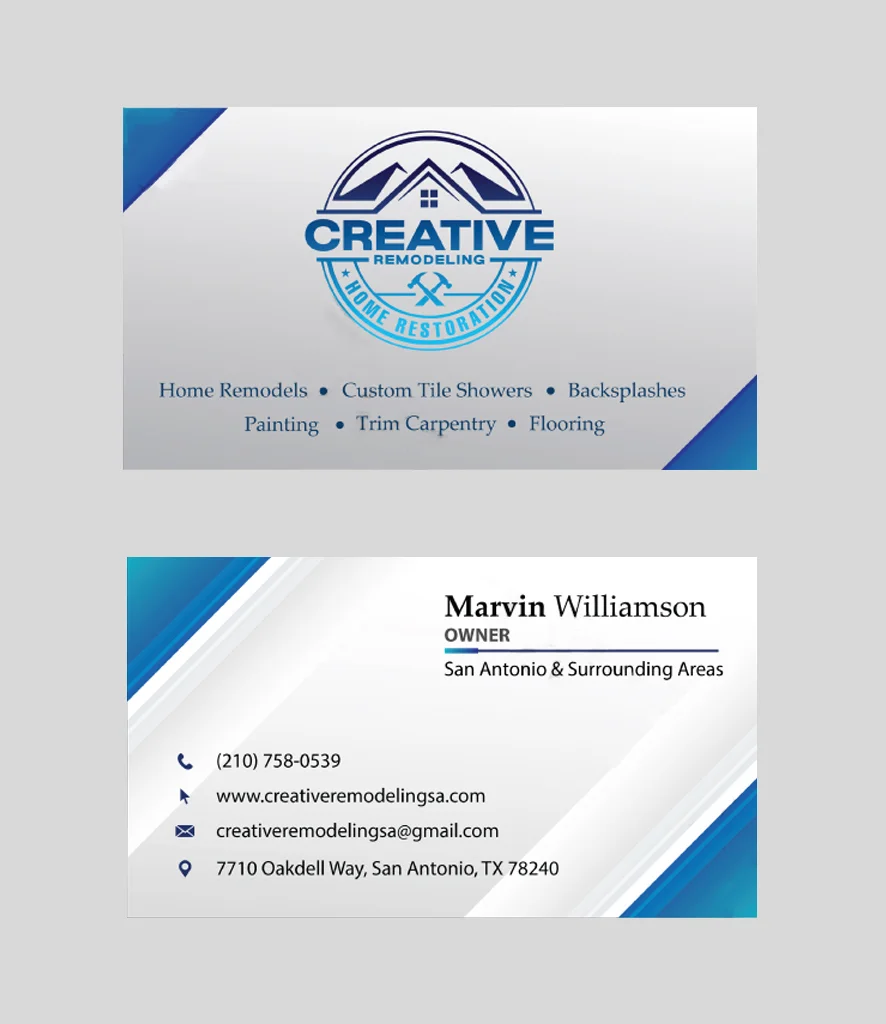 CREATIVE
REMODELING
HOME RESTORATION
Home Remodels • Custom Tile Showers • Backsplashes
Painting • Trim Carpentry • Flooring
Marvin Williamson
OWNER
San Antonio & Surrounding Areas
(210) 758-0539
www.creativeremodelingsa.com
creativeremodelingsa@gmail.com
7710 Oakdell Way, San Antonio, TX 78240